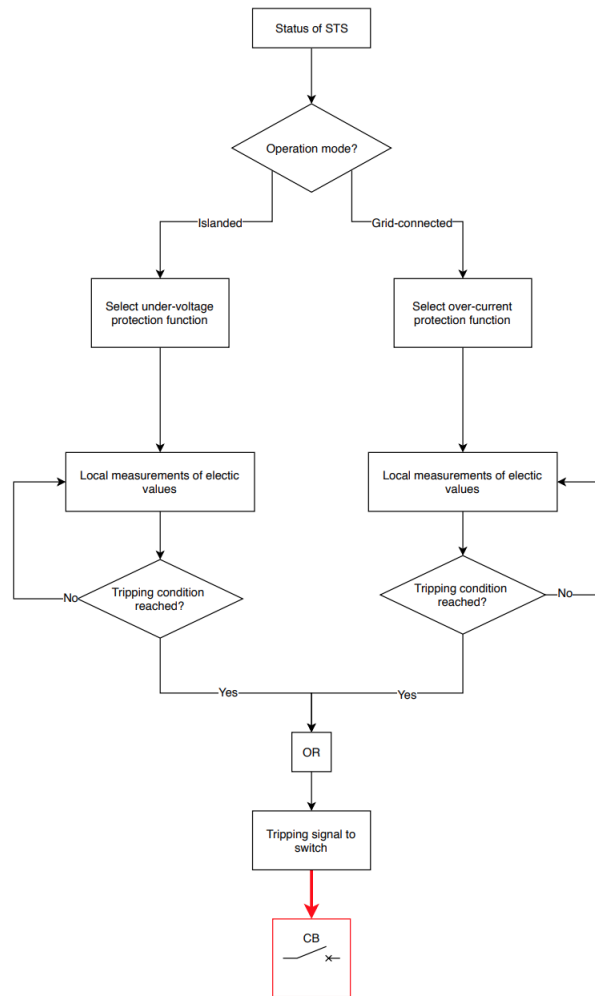 Status of STS
Operation mode?
Islanded
Grid-connected
Select under-voltage
protection function
Select over-current
protection function
Local measurements of electic
values
Local measurements of electic
values
Tripping condition
reached?
No
Tripping condition
reached?
No
Yes
Yes
OR
Tripping signal to
switch
CB